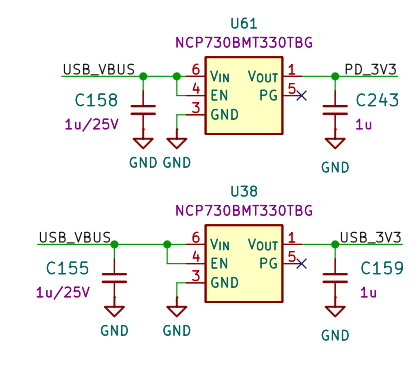 U61
NCP730BMT330TBG
USB_VBUS 6 VIN VOUT 1 PD_3V3
4 EN PG 5
C158 3 GND C243
1u/25V 1u
GND GND GND
U38
NCP730BMT330TBG
USB_VBUS 6 VIN VOUT 1 USB_3V3
4 EN PG 5
C155 3 GND C159
1u/25V 1u
GND GND GND